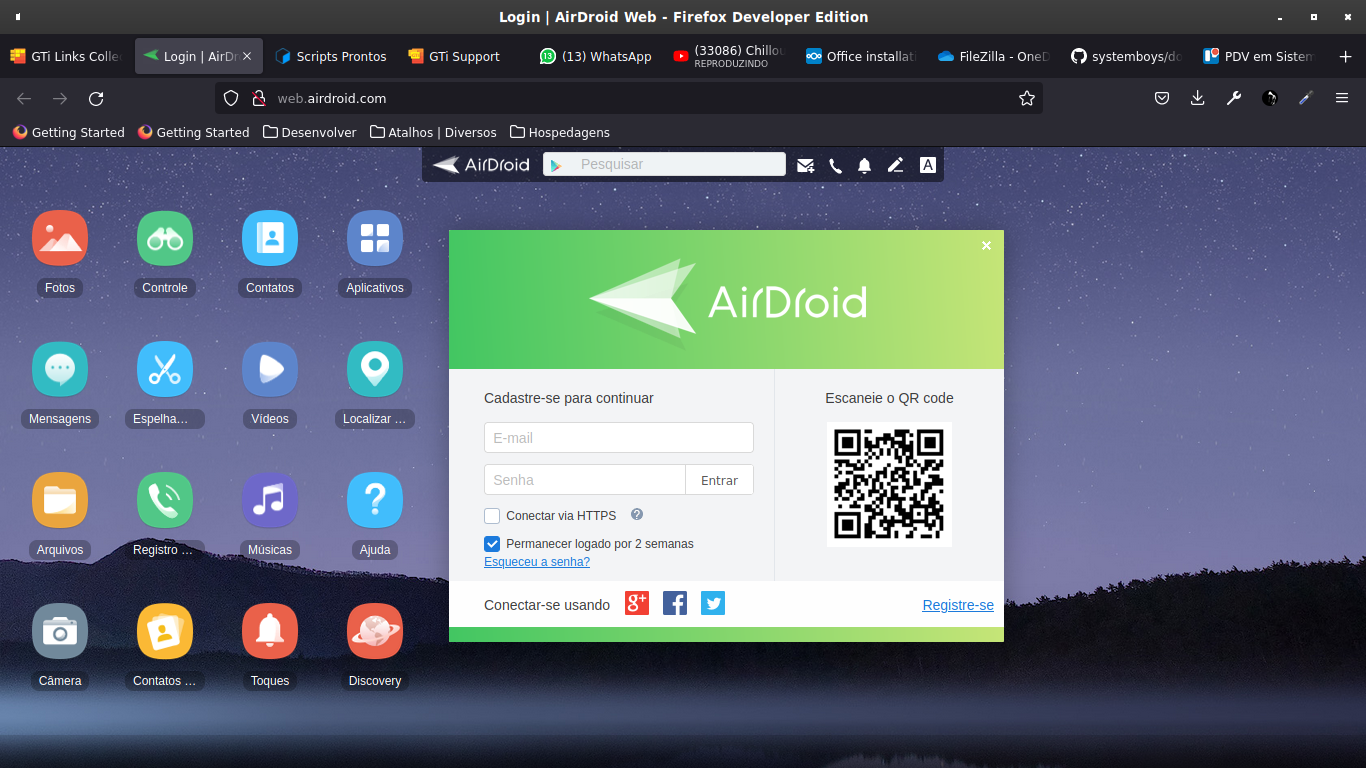 Login | AirDroid Web - Firefox Developer Edition
GTi Links Collec
Login | AirDr
Scripts Prontos
GTi Support
13
(13) WhatsApp
(33086) Chillou
REPRODUZINDO
Office installati
FileZilla - OneD
systemboys/do
PDV em Sistem
web.airdroid.com
Getting Started
Getting Started
Desenvolver
Atalhos | Diversos
Hospedagens
AirDroid
Pesquisar
A
Fotos
Controle
Contatos
Aplicativos
Mensagens
Espelha...
Vídeos
Localizar ...
Arquivos
Registro ...
Músicas
Ajuda
Câmera
Contatos ...
Toques
Discovery
AirDroid
Cadastre-se para continuar
E-mail
Senha
Entrar
Conectar via HTTPS
?
Permanecer logado por 2 semanas
Esqueceu a senha?
Escaneie o QR code
Conectar-se usando
g+
f
Registre-se